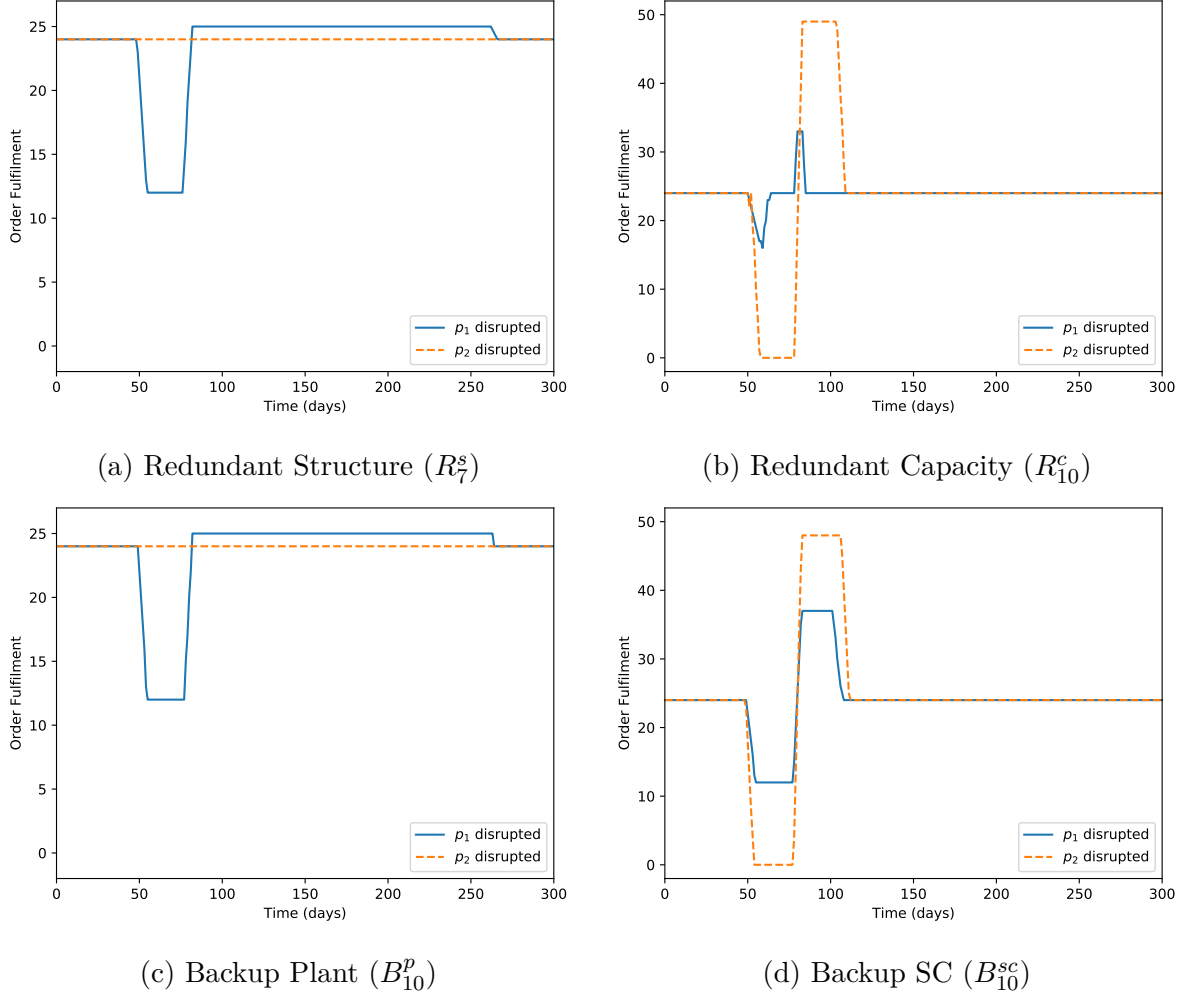 25
20
15
10
5
0
Order Fulfilment
p₁ disrupted
p₂ disrupted
0 50 100 150 200 250 300
Time (days)
(a) Redundant Structure (R₇ˢ)
50
40
30
20
10
0
Order Fulfilment
p₁ disrupted
p₂ disrupted
0 50 100 150 200 250 300
Time (days)
(b) Redundant Capacity (R₁₀ᶜ)
25
20
15
10
5
0
Order Fulfilment
p₁ disrupted
p₂ disrupted
0 50 100 150 200 250 300
Time (days)
(c) Backup Plant (B₁₀ᵖ)
50
40
30
20
10
0
Order Fulfilment
p₁ disrupted
p₂ disrupted
0 50 100 150 200 250 300
Time (days)
(d) Backup SC (B₁₀ˢᶜ)